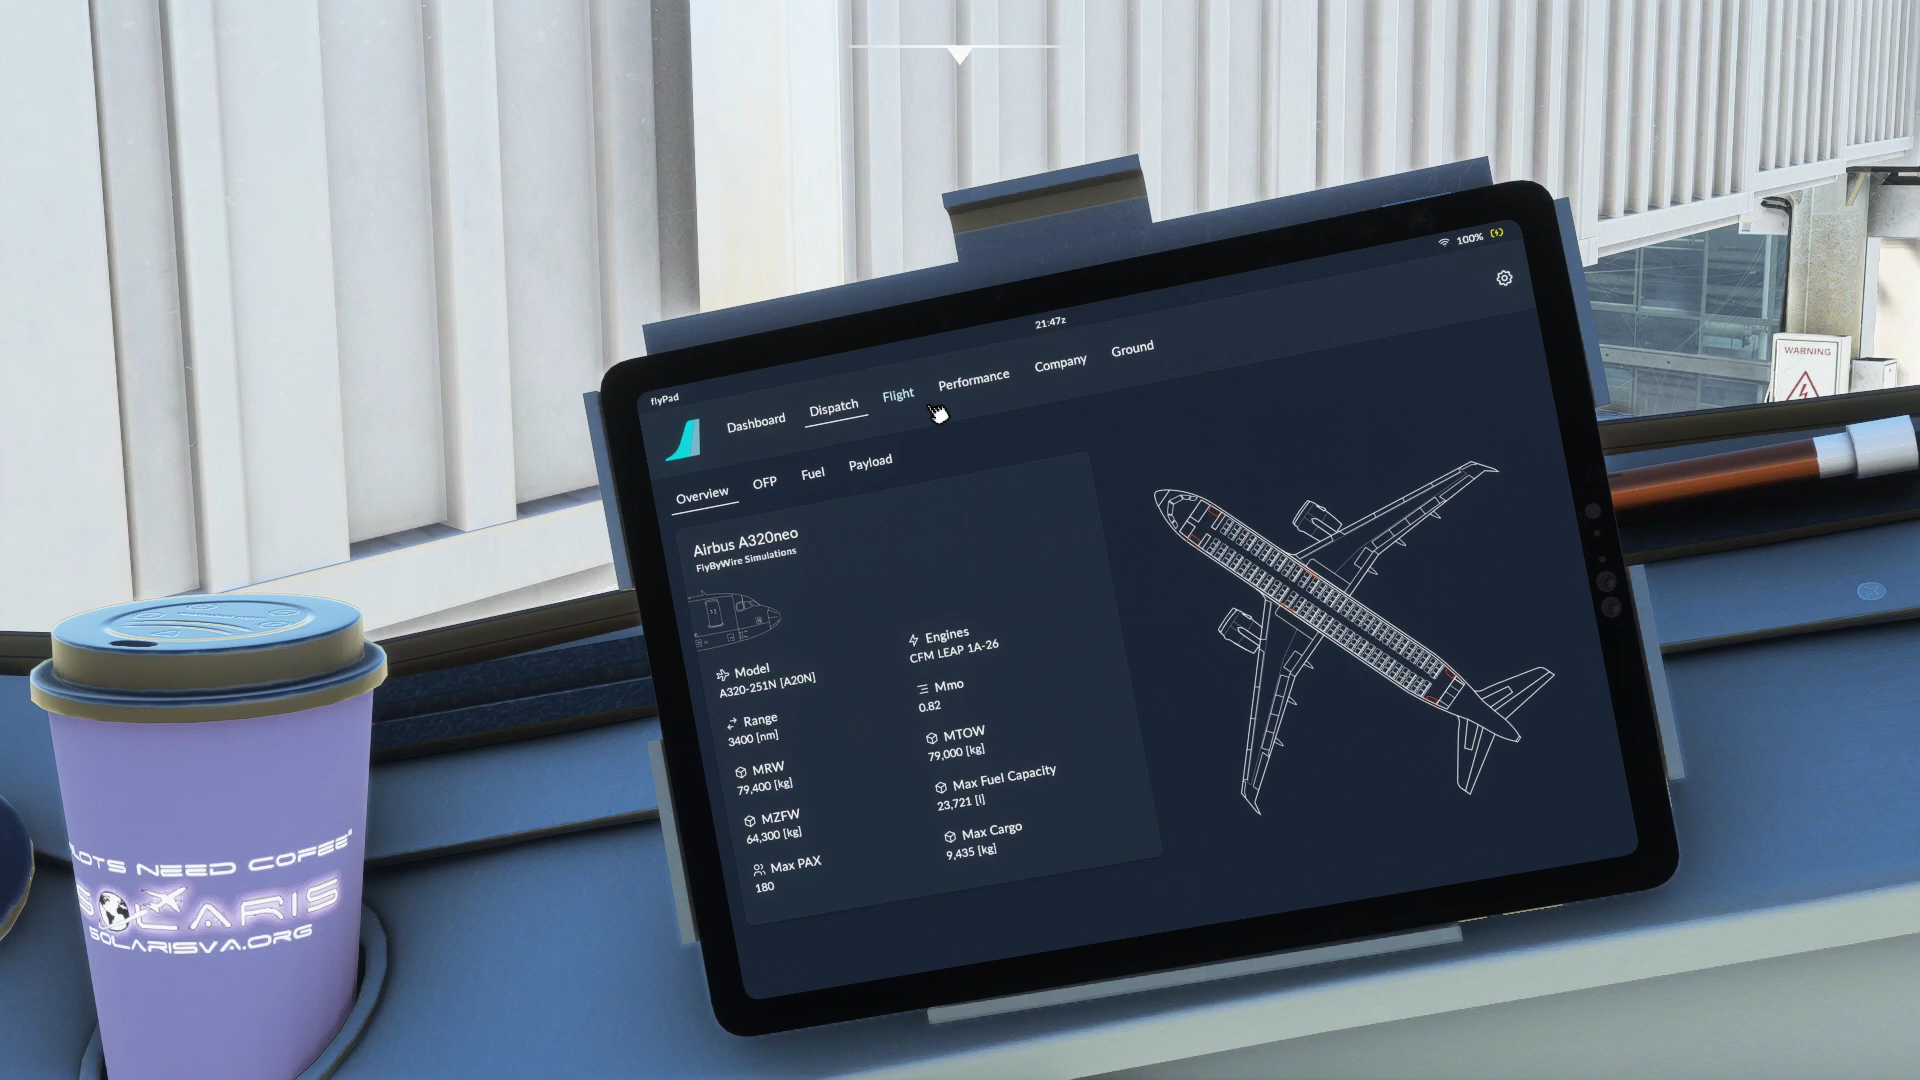 100%
21:47z
flyPad
Dashboard
Dispatch
Flight
Performance
Company
Ground
Overview
OFP
Fuel
Payload
Airbus A320neo
FlyByWire Simulations
Model
A320-251N [A20N]
Range
3400 [nm]
MRW
79,400 [kg]
MZFW
64,300 [kg]
Max PAX
180
Engines
CFM LEAP 1A-26
Mmo
0.82
MTOW
79,000 [kg]
Max Fuel Capacity
23,721 [l]
Max Cargo
9,435 [kg]
WARNING
LOTS NEED COFEE"
SOLARIS
SOLARISVA.ORG